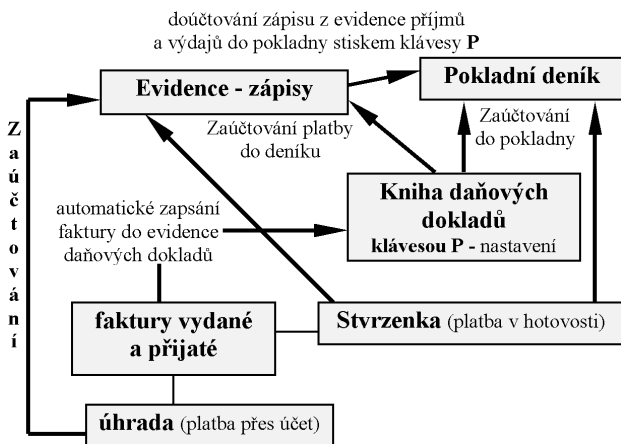 doúčtování zápisu z evidence příjmů
a výdajů do pokladny stiskem klávesy P
Evidence - zápisy
Pokladní deník
Zaúčtování
Zaúčtování platby
do deníku
Zaúčtování
do pokladny
Kniha daňových
dokladů
klávesou P - nastavení
automatické zapsání
faktury do evidence
daňových dokladů
faktury vydané
a přijaté
Stvrzenka (platba v hotovosti)
úhrada (platba přes účet)